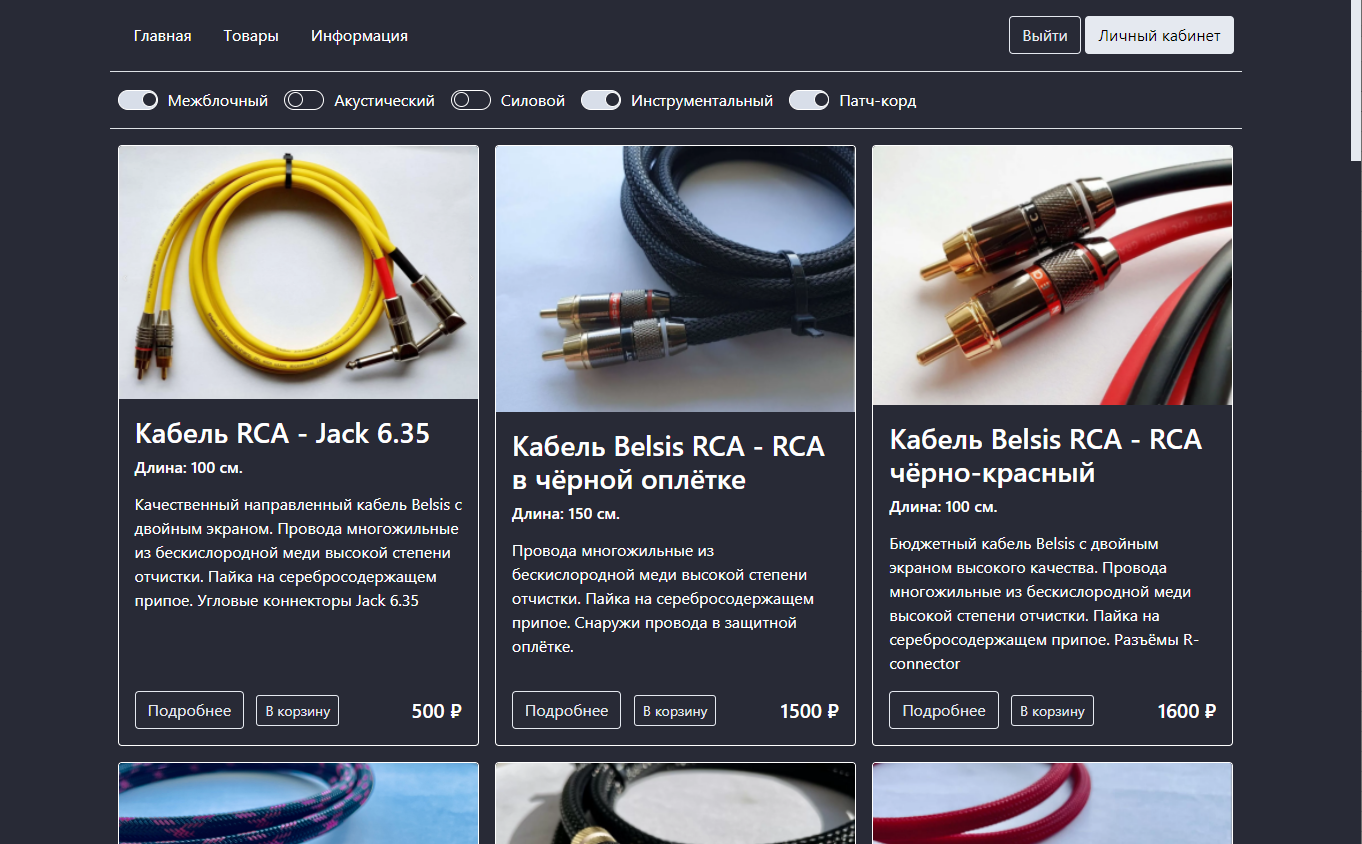 Главная Товары Информация Выйти Личный кабинет
Межблочный Акустический Силовой Инструментальный Патч-корд
Кабель RCA - Jack 6.35
Длина: 100 см.
Качественный направленный кабель Belsis с
двойным экраном. Провода многожильные
из бескислородной меди высокой степени
отчистки. Пайка на серебросодержащем
припое. Угловые коннекторы Jack 6.35
Подробнее В корзину 500 ₽
Кабель Belsis RCA - RCA
в чёрной оплётке
Длина: 150 см.
Провода многожильные из
бескислородной меди высокой степени
отчистки. Пайка на серебросодержащем
припое. Снаружи провода в защитной
оплётке.
Подробнее В корзину 1500 ₽
Кабель Belsis RCA - RCA
чёрно-красный
Длина: 100 см.
Бюджетный кабель Belsis с двойным
экраном высокого качества. Провода
многожильные из бескислородной меди
высокой степени отчистки. Пайка на
серебросодержащем припое. Разъёмы R-
connector
Подробнее В корзину 1600 ₽